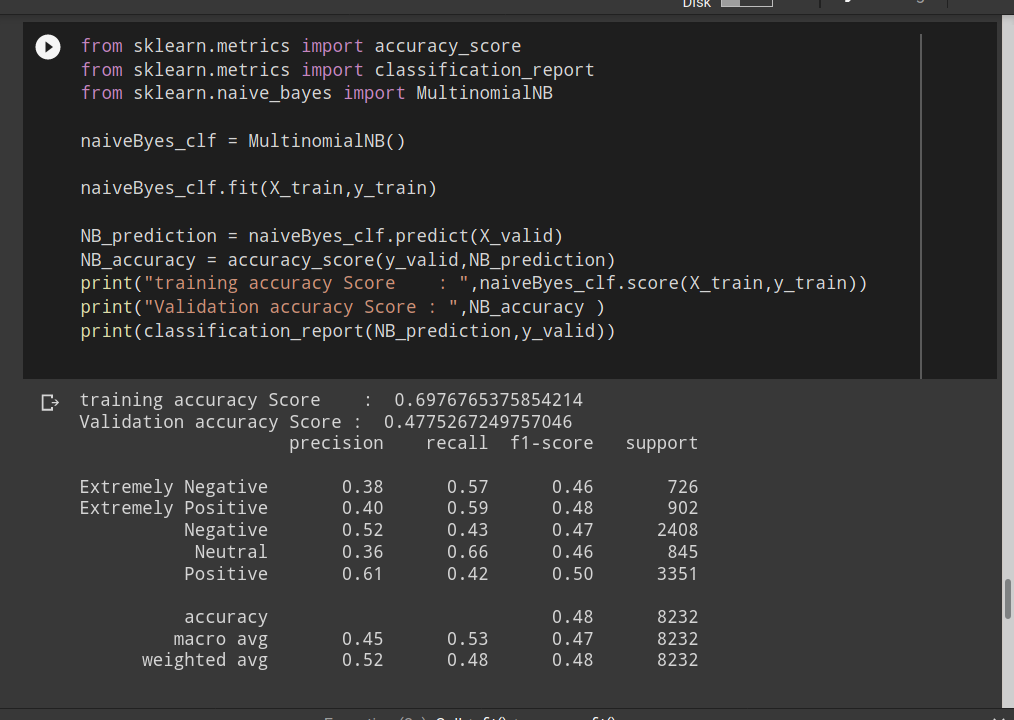 Disk
from sklearn.metrics import accuracy_score
from sklearn.metrics import classification_report
from sklearn.naive_bayes import MultinomialNB
naiveByes_clf = MultinomialNB()
naiveByes_clf.fit(X_train,y_train)
NB_prediction = naiveByes_clf.predict(X_valid)
NB_accuracy = accuracy_score(y_valid,NB_prediction)
print("training accuracy Score    : ",naiveByes_clf.score(X_train,y_train))
print("Validation accuracy Score : ",NB_accuracy )
print(classification_report(NB_prediction,y_valid))
training accuracy Score    :  0.6976765375854214
Validation accuracy Score :  0.4775267249757046
precision    recall  f1-score   support
Extremely Negative       0.38      0.57      0.46       726
Extremely Positive       0.40      0.59      0.48       902
Negative       0.52      0.43      0.47      2408
Neutral       0.36      0.66      0.46       845
Positive       0.61      0.42      0.50      3351
accuracy                           0.48      8232
macro avg       0.45      0.53      0.47      8232
weighted avg       0.52      0.48      0.48      8232